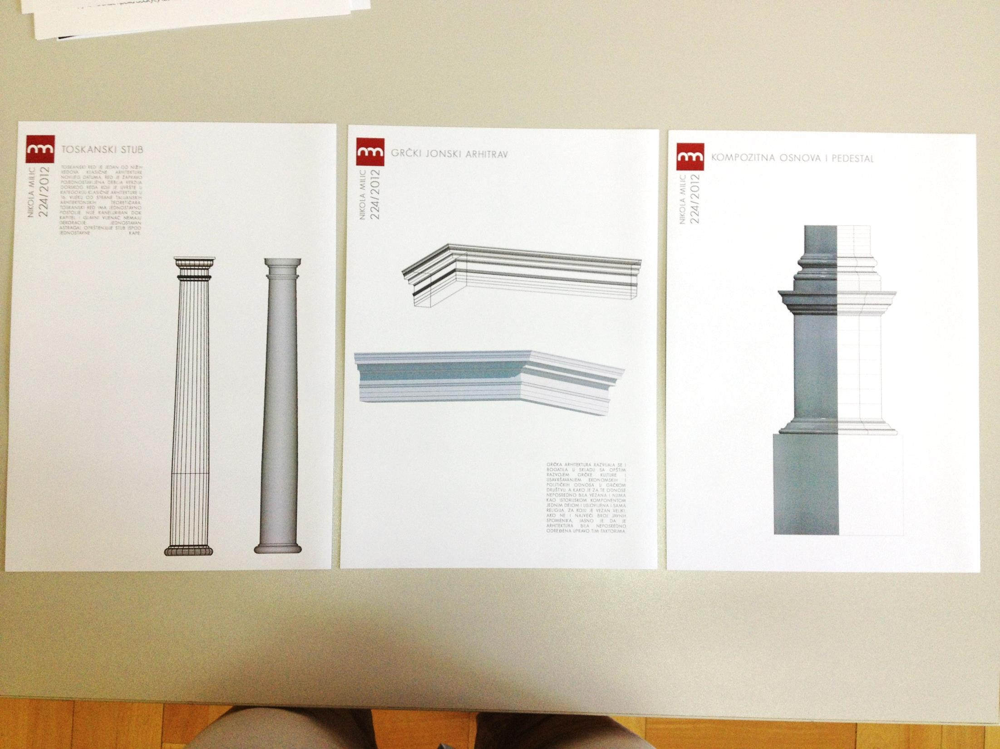 TOSKANSKI STUB
NIKOLA MILIC
224/2012
TOSKANSKI RED JE JEDAN OD NIŽIH
REDOVA KLASIČNE ARHITEKTURE
NOVIJEG DATUMA. RED JE ZAPRAVO
POJEDNOSTAVLJENA DEBLJA VERZIJA
DORSKOG REDA KOJI JE UVRŠTE U
KATEGORIJU KLASIČNE ARHITEKTURE U
16. VIJEKU OD STRANE TALIJANSKIH
ARHITEKTONSKIH TEORETIČARA.
TOSKANSKI RED IMA JEDNOSTAVNO
POSTOLJE. NIJE KANELURIRAN DOK
KAPITEL I GLAVNI VIJENAC NEMAJU
DEKORACIJE. JEDNOSTAVAN
ASTRAGAL OPRŠTENJUJE STUB ISPOD
JEDNOSTAVNE KAPE.
GRČKI JONSKI ARHITRAV
NIKOLA MILIC
224/2012
GRČKA ARHITEKTURA RAZVIJALA SE I
BOGATILA U SKLADU SA OPŠTIM
RAZVOJEM GRČKE KULTURE I
USAVRŠAVANJEM EKONOMSKIH I
POLITIČKIH ODNOSA U GRČKOM
DRUŠTVU. A KAKO JE ZA TE ODNOSE
NEPOSREDNO BILA VEZANA I NJIMA
KAO ISTORIJSKOM KOMPONENTOM
JEDNIM DELOM I USLOVLJENA I SAMA
RELIGIJA, ZA KOJU JE VEZAN VELIKI,
AKO NE I NAJVEĆI BROJ JAVNIH
SPOMENIKA, JASNO JE DA JE
ARHITEKTURA BILA NEPOSREDNO
ODREĐENA UPRAVO TIM FAKTORIMA.
KOMPOZITNA OSNOVA I PEDESTAL
NIKOLA MILIC
224/2012